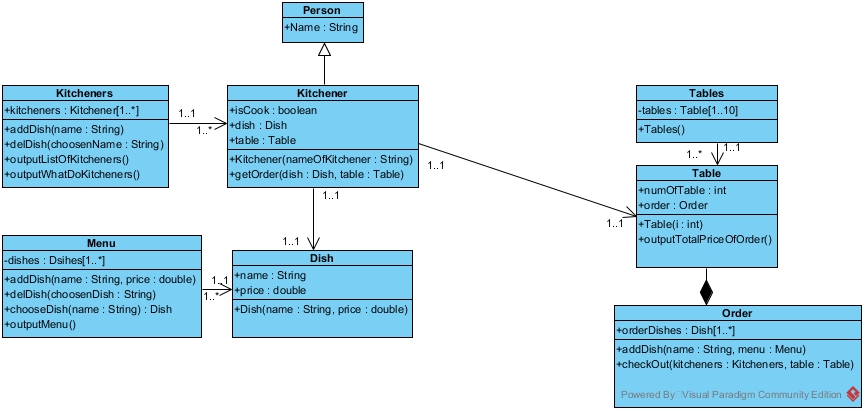 Person
+Name : String
Kitcheners
+kitcheners : Kitchener[1..*]
+addDish(name : String)
+delDish(choosenName : String)
+outputListOfKitcheners()
+outputWhatDoKitcheners()
1..1
1..*
Kitchener
+isCook : boolean
+dish : Dish
+table : Table
+Kitchener(nameOfKitchener : String)
+getOrder(dish : Dish, table : Table)
1..1
1..1
1..1
1..1
Tables
-tables : Table[1..10]
+Tables()
1..1
1..*
Table
+numOfTable : int
+order : Order
+Table(i : int)
+outputTotalPriceOfOrder()
Menu
-dishes : Dsihes[1..*]
+addDish(name : String, price : double)
+delDish(choosenDish : String)
+chooseDish(name : String) : Dish
+outputMenu()
1..1
1..*
Dish
+name : String
+price : double
+Dish(name : String, price : double)
Order
+orderDishes : Dish[1..*]
+addDish(name : String, menu : Menu)
+checkOut(kitcheners : Kitcheners, table : Table)
Powered By Visual Paradigm Community Edition